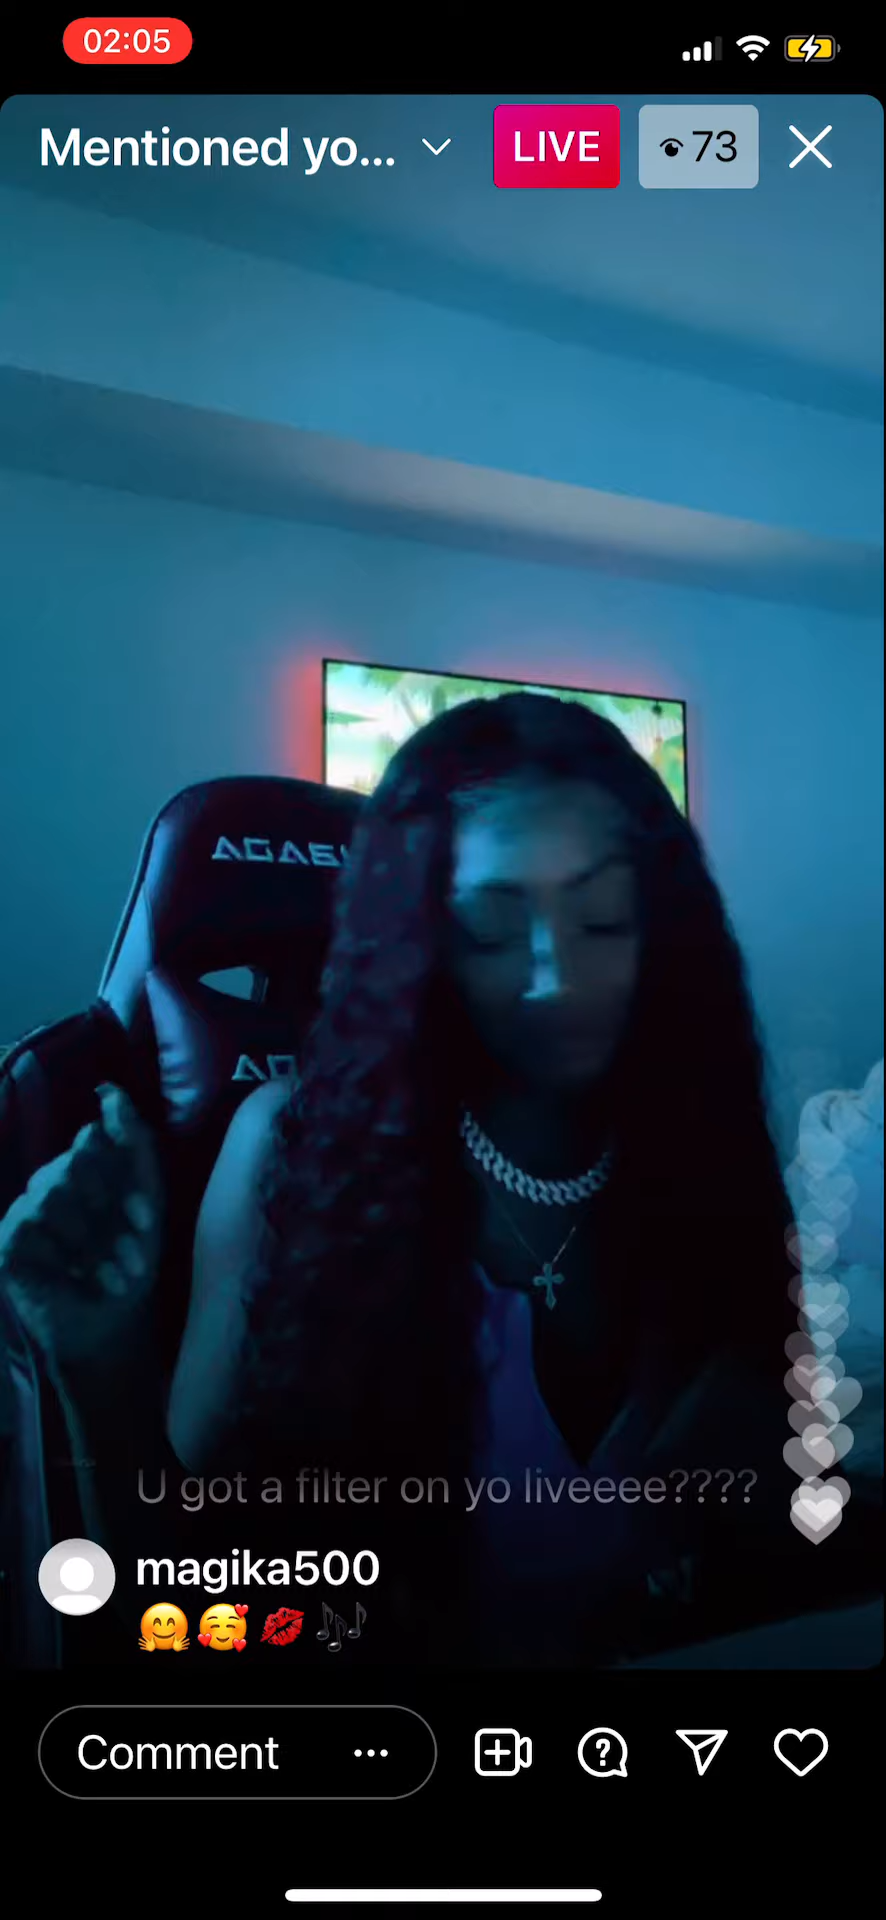 02:05
Mentioned yo...
LIVE
73
U got a filter on yo liveeee????
magika500
🤗🥰💋🎶
Comment